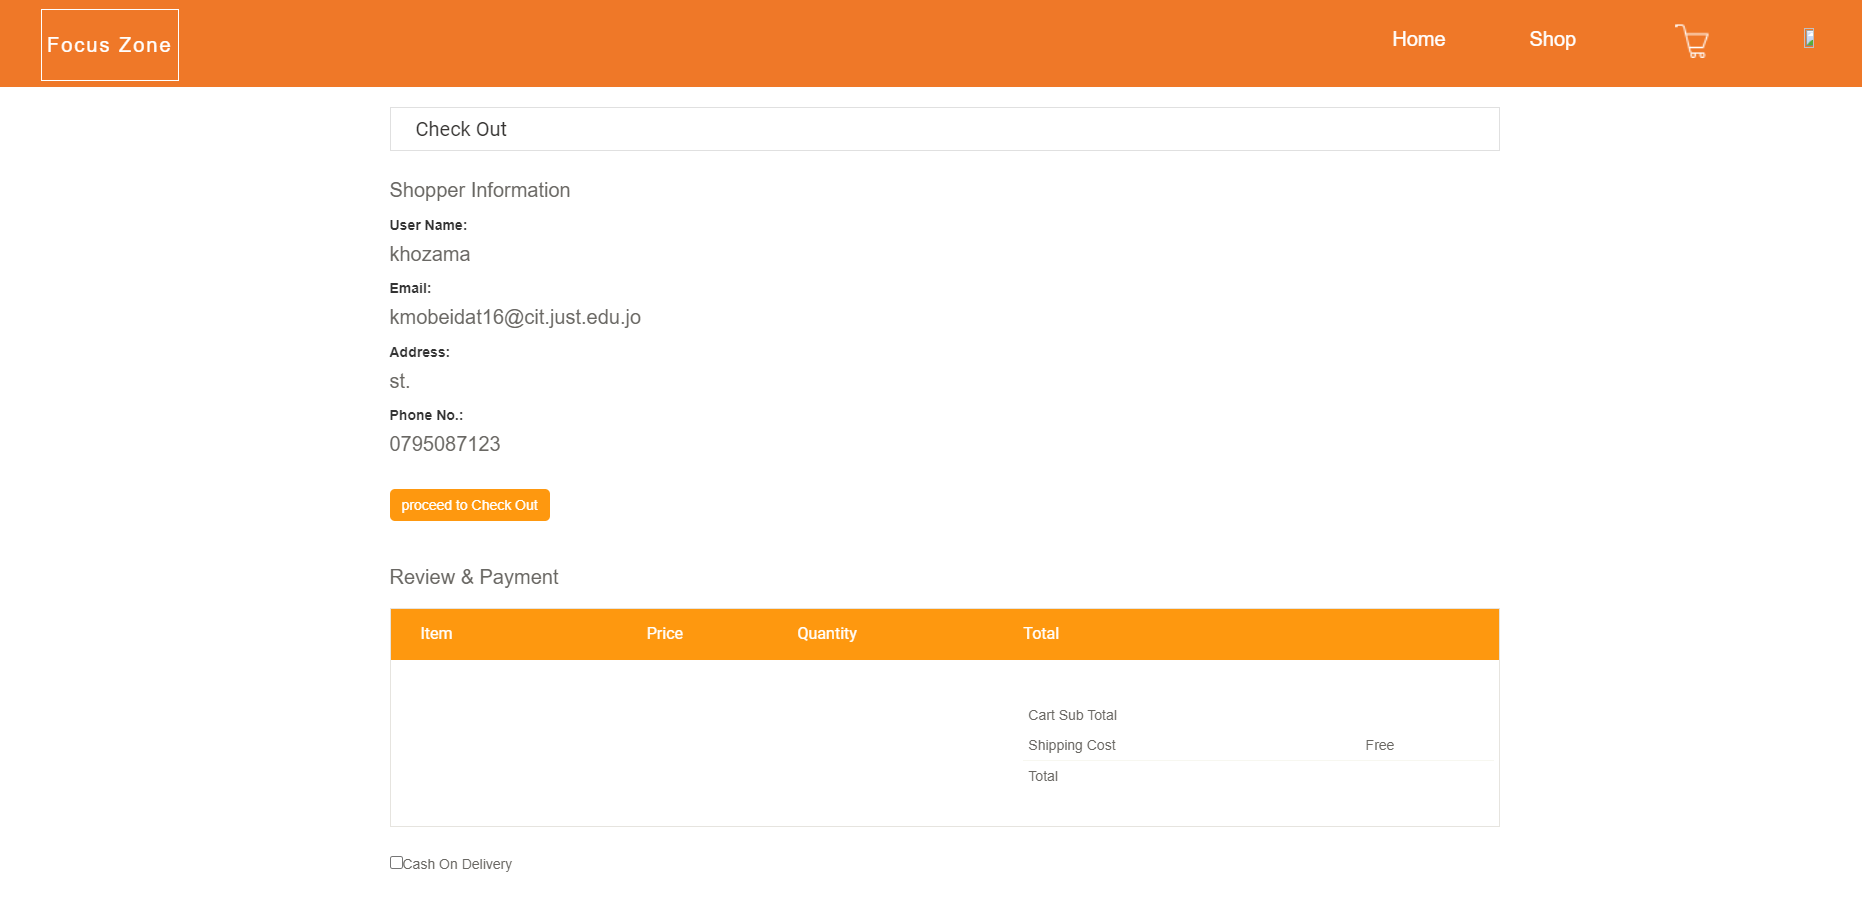 Focus Zone
Home
Shop
Check Out
Shopper Information
User Name:
khozama
Email:
kmobeidat16@cit.just.edu.jo
Address:
st.
Phone No.:
0795087123
proceed to Check Out
Review & Payment
Item Price Quantity Total
Cart Sub Total
Shipping Cost Free
Total
Cash On Delivery